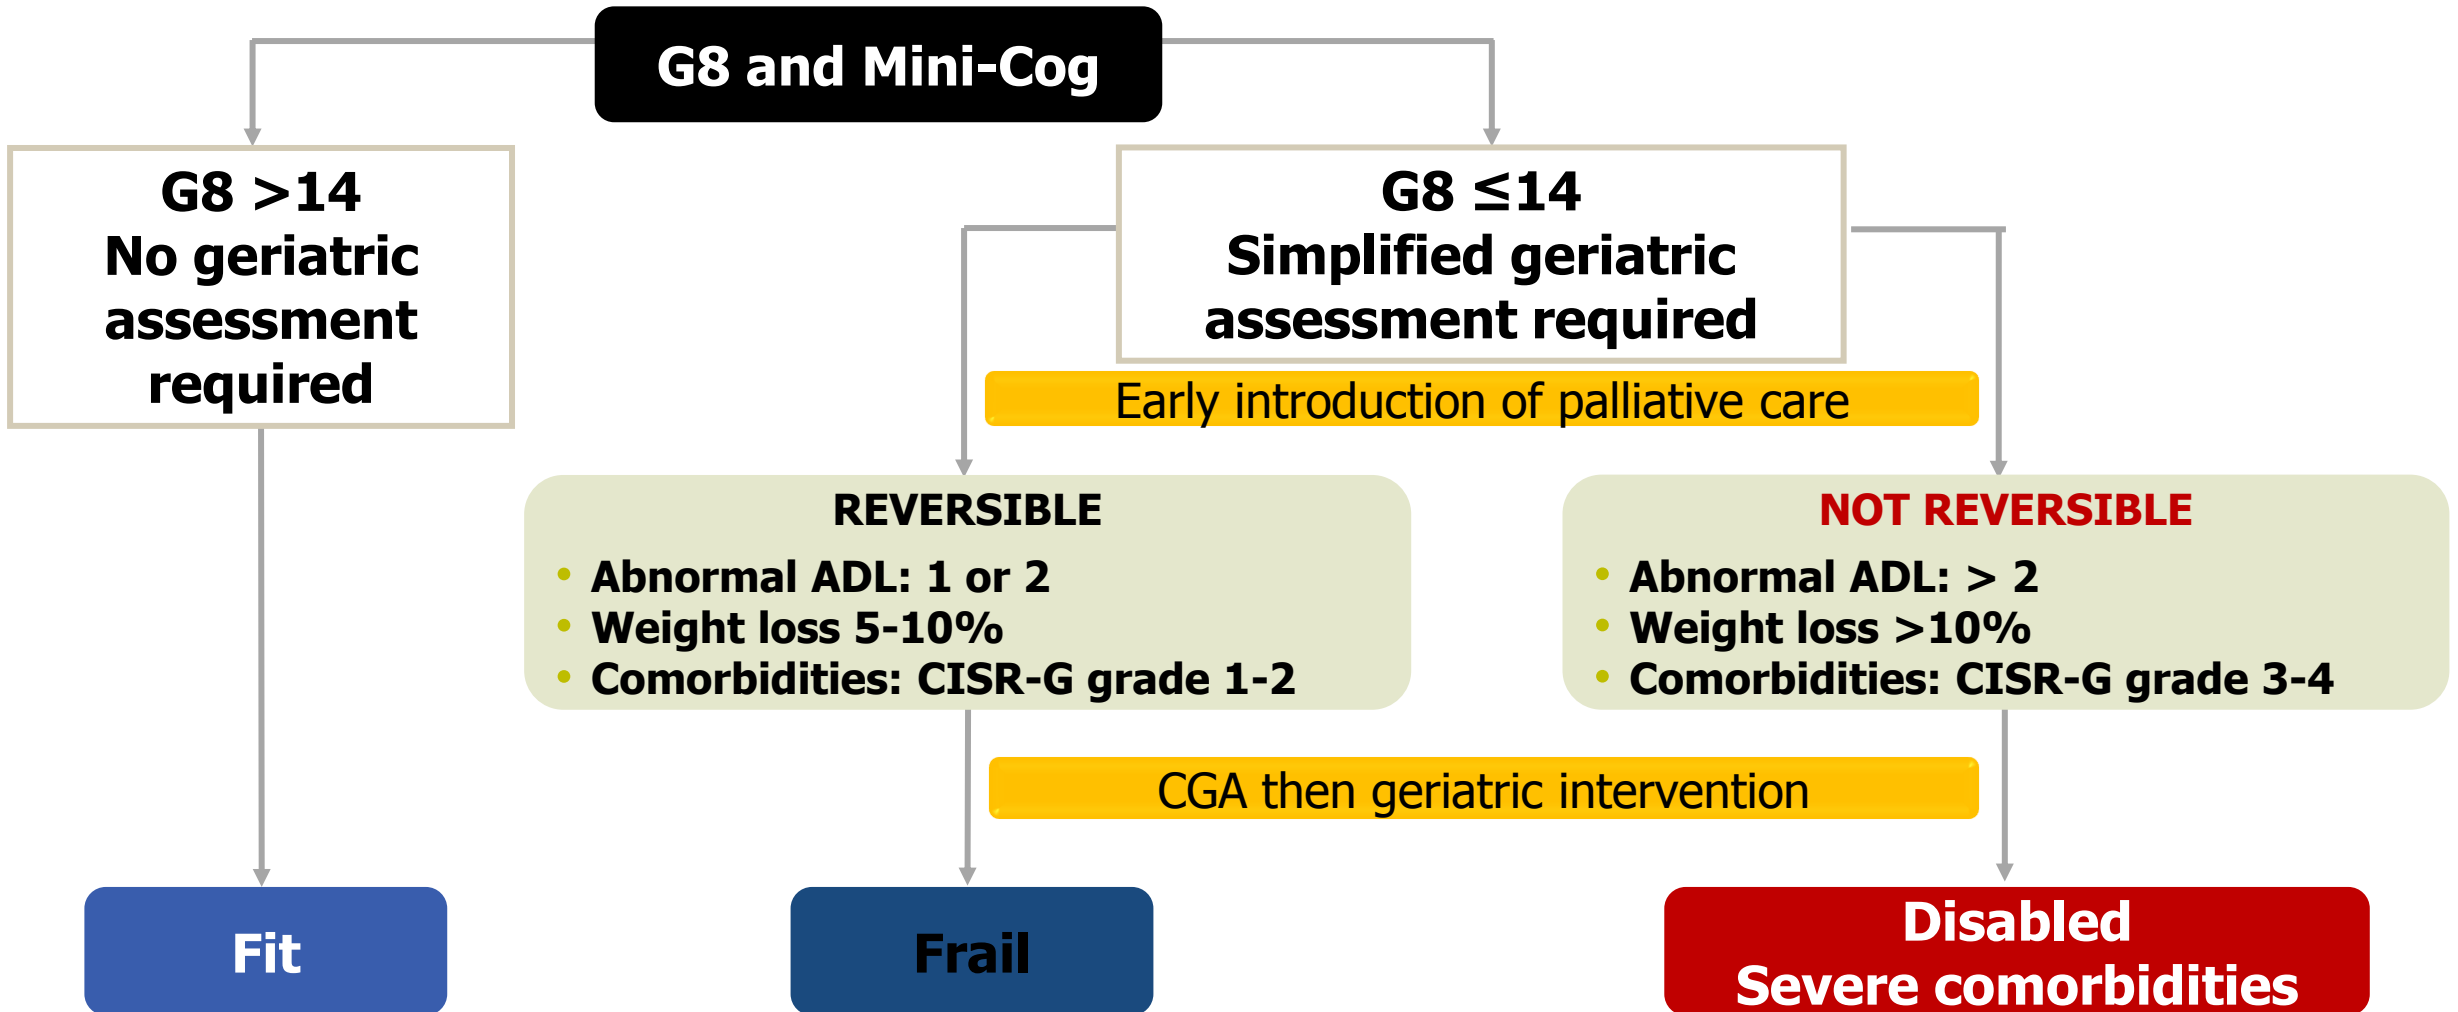 G8 and Mini-Cog
G8 >14
No geriatric
assessment
required
G8 ≤14
Simplified geriatric
assessment required
Early introduction of palliative care
REVERSIBLE
• Abnormal ADL: 1 or 2
• Weight loss 5-10%
• Comorbidities: CISR-G grade 1-2
NOT REVERSIBLE
• Abnormal ADL: > 2
• Weight loss >10%
• Comorbidities: CISR-G grade 3-4
CGA then geriatric intervention
Fit
Frail
Disabled
Severe comorbidities